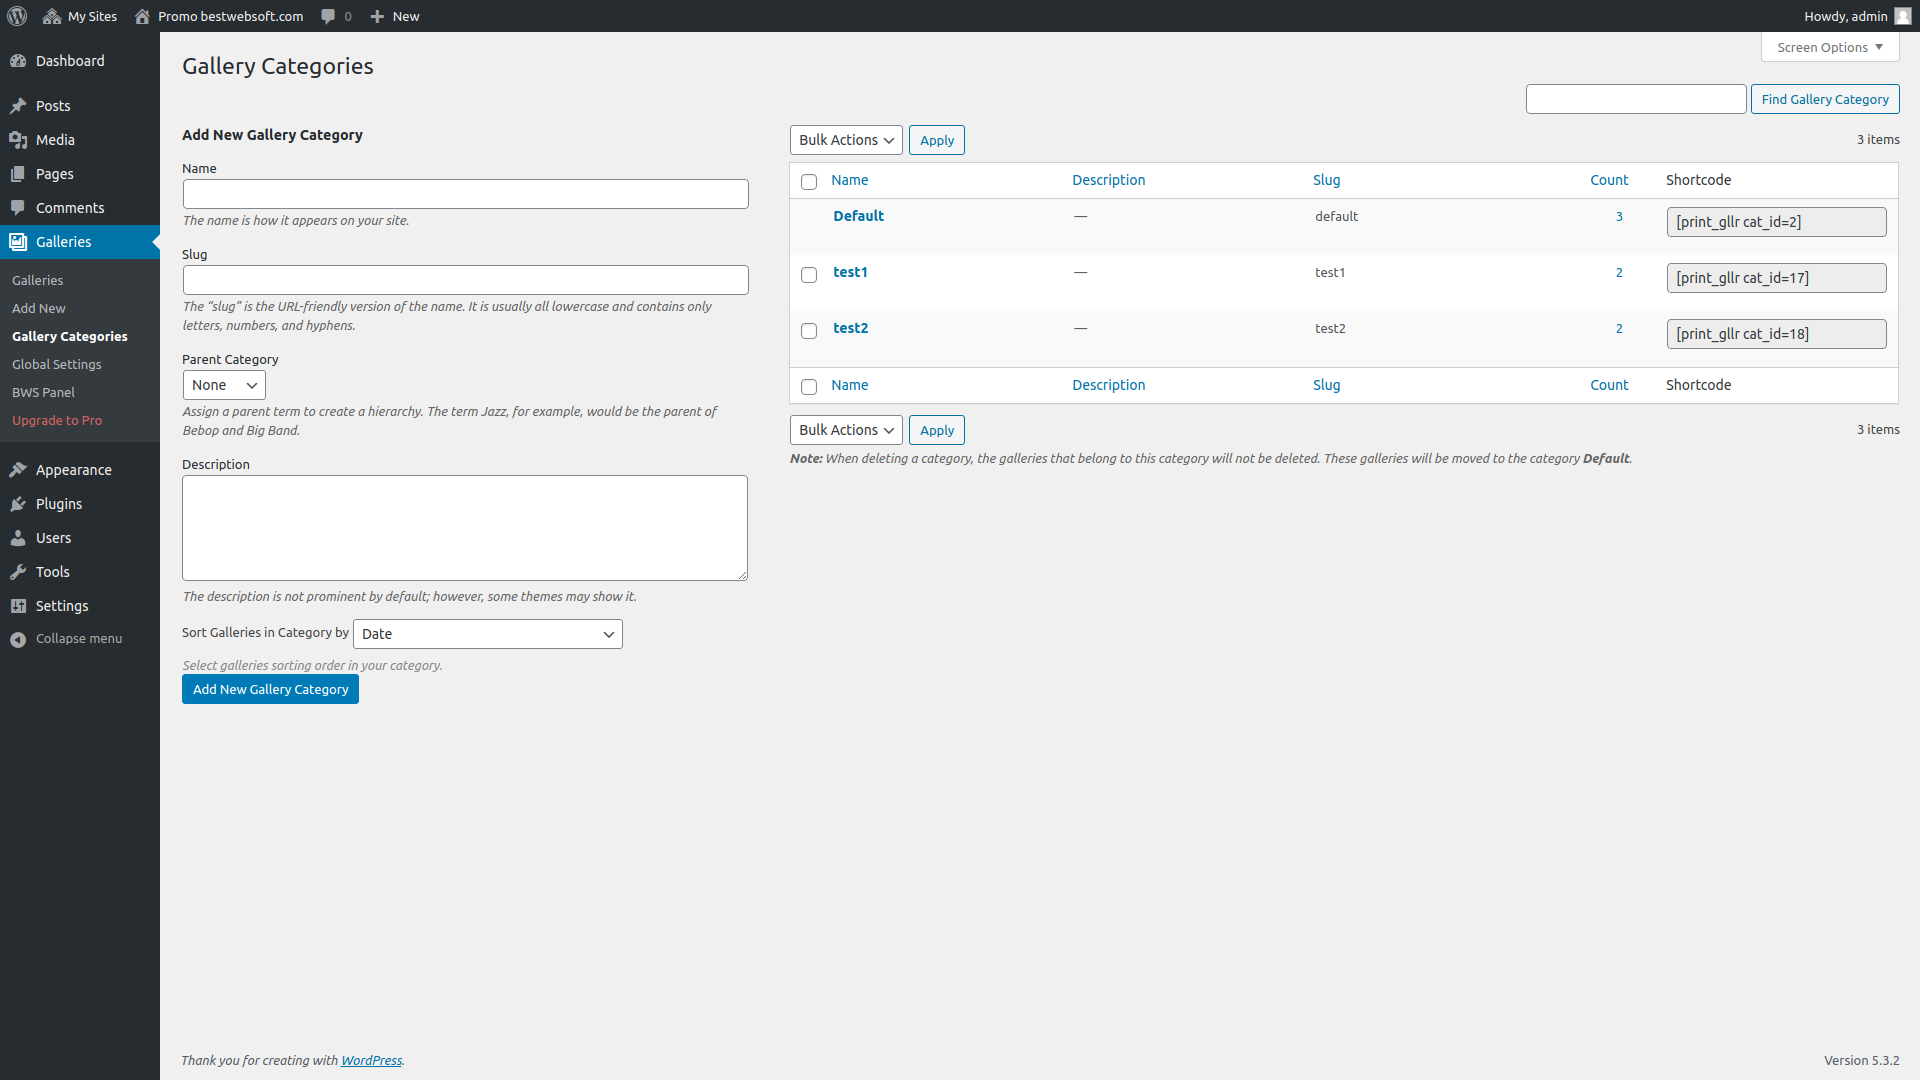 My Sites
Promo bestwebsoft.com
0
New
Howdy, admin
Dashboard
Posts
Media
Pages
Comments
Galleries
Galleries
Add New
Gallery Categories
Global Settings
BWS Panel
Upgrade to Pro
Appearance
Plugins
Users
Tools
Settings
Collapse menu
Screen Options
Gallery Categories
Find Gallery Category
Add New Gallery Category
Name
The name is how it appears on your site.
Slug
The “slug” is the URL-friendly version of the name. It is usually all lowercase and contains only
letters, numbers, and hyphens.
Parent Category
None
Assign a parent term to create a hierarchy. The term Jazz, for example, would be the parent of
Bebop and Big Band.
Description
The description is not prominent by default; however, some themes may show it.
Sort Galleries in Category by Date
Select galleries sorting order in your category.
Add New Gallery Category
Bulk Actions Apply 3 items
Name Description Slug Count Shortcode
Default — default 3 [print_gllr cat_id=2]
test1 — test1 2 [print_gllr cat_id=17]
test2 — test2 2 [print_gllr cat_id=18]
Name Description Slug Count Shortcode
Bulk Actions Apply 3 items
Note: When deleting a category, the galleries that belong to this category will not be deleted. These galleries will be moved to the category Default.
Thank you for creating with WordPress.
Version 5.3.2